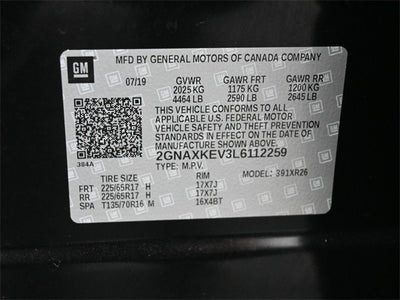 GM MFD BY GENERAL MOTORS OF CANADA COMPANY
07/19 GVWR GAWR FRT GAWR RR
2025 KG 1175 KG 1200 KG
4464 LB 2590 LB 2645 LB
THIS VEHICLE CONFORMS TO ALL
APPLICABLE U.S. FEDERAL MOTOR
VEHICLE SAFETY AND THEFT PREVENTION
STANDARDS IN EFFECT ON THE DATE OF
MANUFACTURE SHOWN ABOVE.
384A 2GNAXKEV3L6112259
TYPE: M.P.V. MODEL: 391XR26
TIRE SIZE RIM
FRT 225/65R17 H 17X7J
RR 225/65R17 H 17X7J
SPA T135/70R16 M 16X4BT